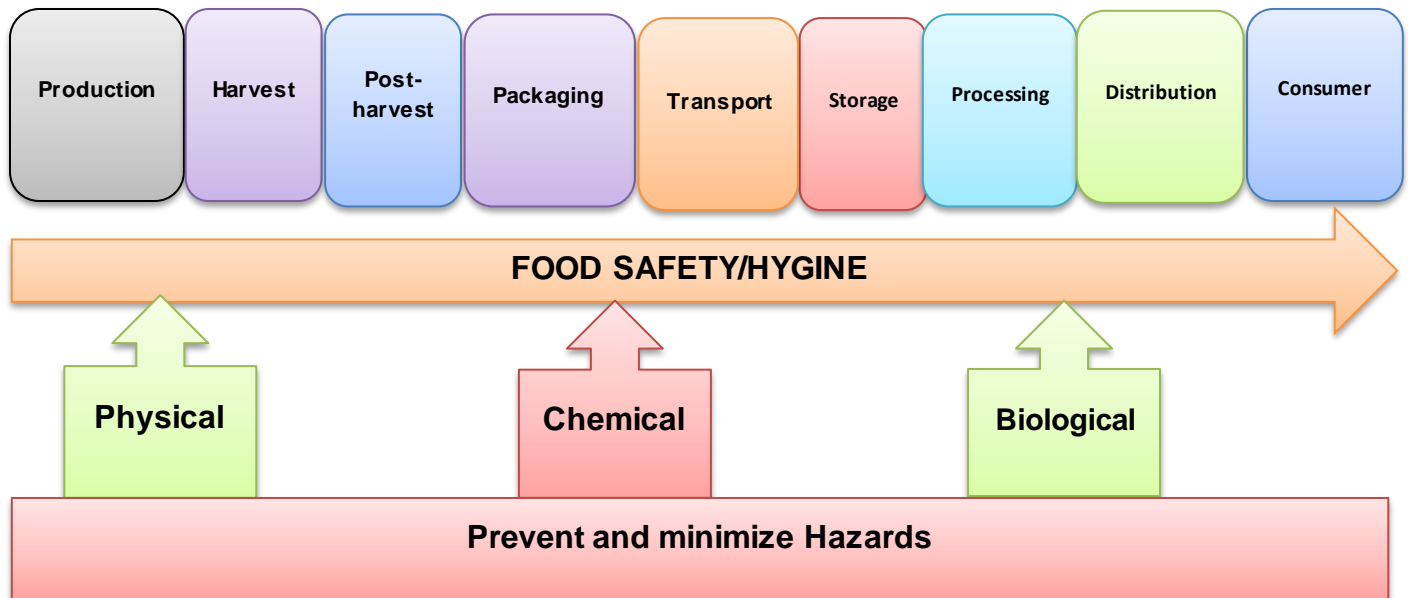 Production
Harvest
Post-
harvest
Packaging
Transport
Storage
Processing
Distribution
Consumer
FOOD SAFETY/HYGINE
Physical
Chemical
Biological
Prevent and minimize Hazards